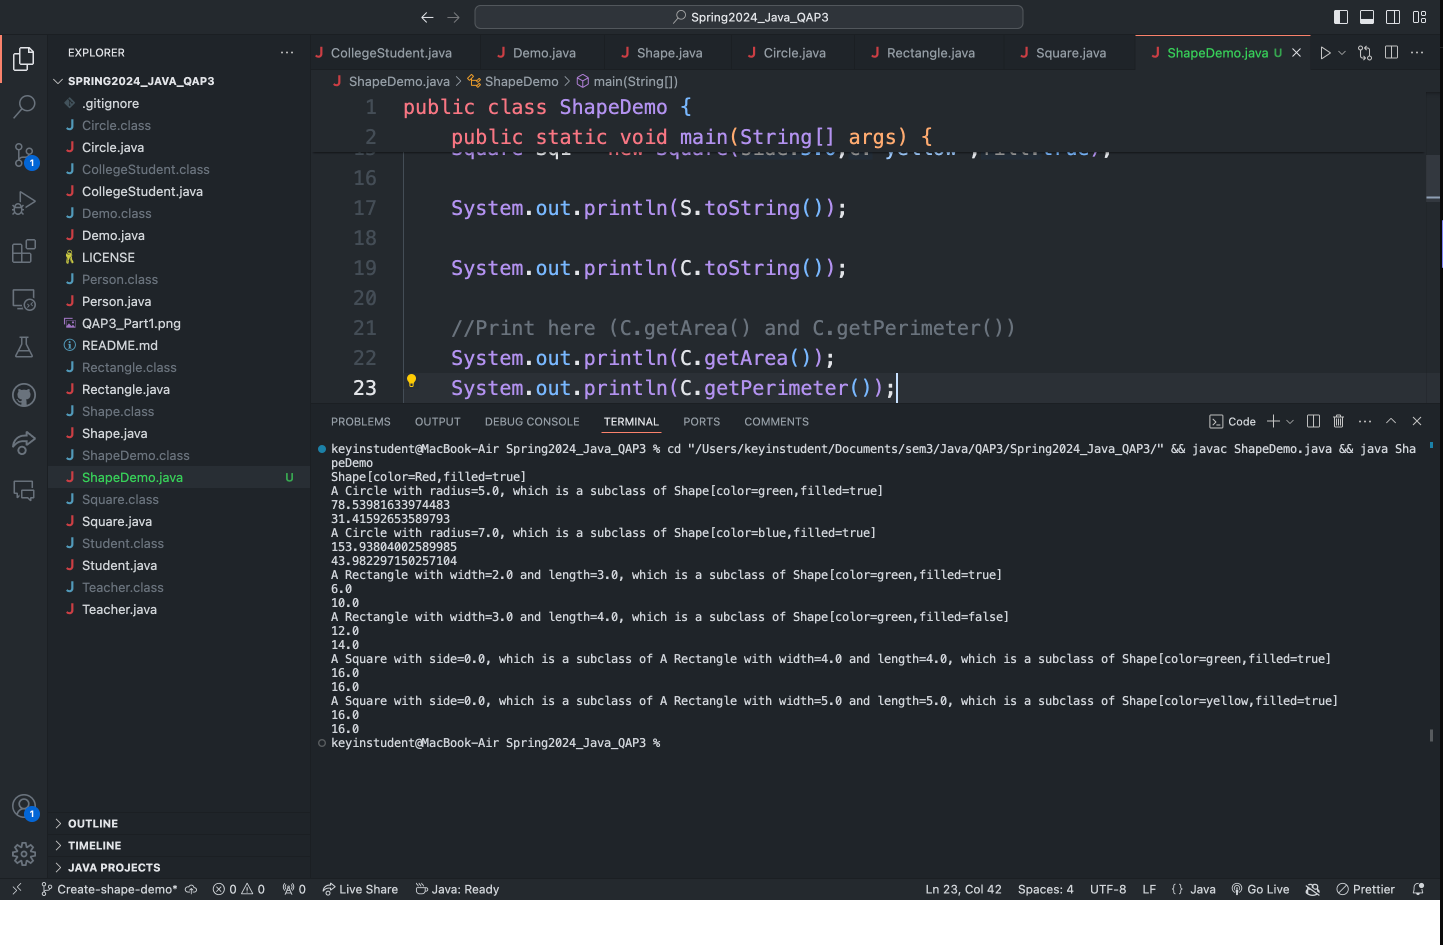 Spring2024_Java_QAP3
EXPLORER
SPRING2024_JAVA_QAP3
.gitignore
Circle.class
Circle.java
CollegeStudent.class
CollegeStudent.java
Demo.class
Demo.java
LICENSE
Person.class
Person.java
QAP3_Part1.png
README.md
Rectangle.class
Rectangle.java
Shape.class
Shape.java
ShapeDemo.class
ShapeDemo.java U
Square.class
Square.java
Student.class
Student.java
Teacher.class
Teacher.java
OUTLINE
TIMELINE
JAVA PROJECTS
1
1
CollegeStudent.java Demo.java Shape.java Circle.java Rectangle.java Square.java ShapeDemo.java U
ShapeDemo.java > ShapeDemo > main(String[])
1 public class ShapeDemo {
2 public static void main(String[] args) {
16
17 System.out.println(S.toString());
18
19 System.out.println(C.toString());
20
21 //Print here (C.getArea() and C.getPerimeter())
22 System.out.println(C.getArea());
23 System.out.println(C.getPerimeter());
PROBLEMS OUTPUT DEBUG CONSOLE TERMINAL PORTS COMMENTS Code
keyinstudent@MacBook-Air Spring2024_Java_QAP3 % cd "/Users/keyinstudent/Documents/sem3/Java/QAP3/Spring2024_Java_QAP3/" && javac ShapeDemo.java && java Sha
peDemo
Shape[color=Red,filled=true]
A Circle with radius=5.0, which is a subclass of Shape[color=green,filled=true]
78.53981633974483
31.41592653589793
A Circle with radius=7.0, which is a subclass of Shape[color=blue,filled=true]
153.93804002589985
43.982297150257104
A Rectangle with width=2.0 and length=3.0, which is a subclass of Shape[color=green,filled=true]
6.0
10.0
A Rectangle with width=3.0 and length=4.0, which is a subclass of Shape[color=green,filled=false]
12.0
14.0
A Square with side=0.0, which is a subclass of A Rectangle with width=4.0 and length=4.0, which is a subclass of Shape[color=green,filled=true]
16.0
16.0
A Square with side=0.0, which is a subclass of A Rectangle with width=5.0 and length=5.0, which is a subclass of Shape[color=yellow,filled=true]
16.0
16.0
keyinstudent@MacBook-Air Spring2024_Java_QAP3 %
Create-shape-demo* 0 0 0 Live Share Java: Ready Ln 23, Col 42 Spaces: 4 UTF-8 LF {} Java Go Live Prettier